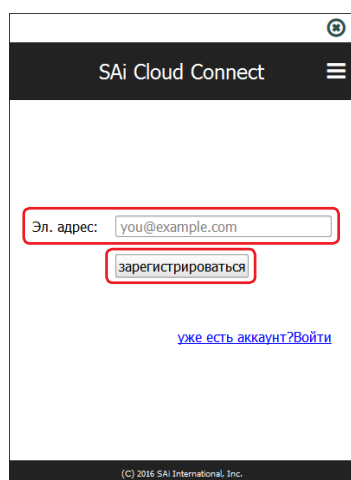 SAi Cloud Connect
Эл. адрес: you@example.com
зарегистрироваться
уже есть аккаунт?Войти
(C) 2016 SAi International, Inc.